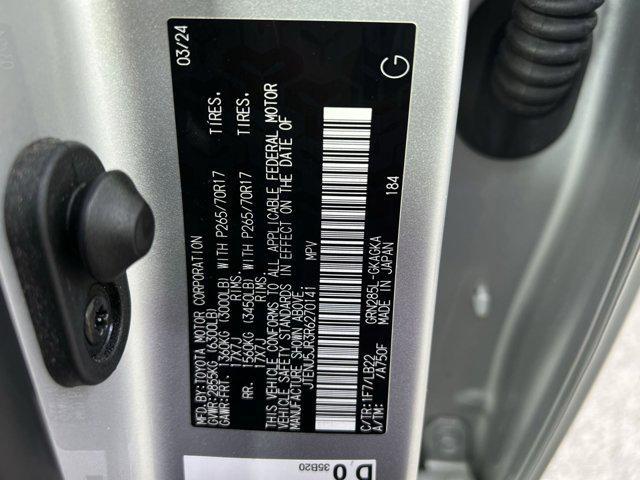 MFD.BY:TOYOTA MOTOR CORPORATION 03/24
GVWR:2855KG (6300LB)
GAWR:FRT. 1360KG (3000LB) WITH P265/70R17 TIRES.
17X7J RIMS.
RR. 1560KG (3450LB) WITH P265/70R17 TIRES.
17X7J RIMS.
THIS VEHICLE CONFORMS TO ALL APPLICABLE FEDERAL MOTOR
VEHICLE SAFETY STANDARDS IN EFFECT ON THE DATE OF
MANUFACTURE SHOWN ABOVE.
JTENU5JR3R6270141 MPV
C/TR:1F7/LB22 GRN285L-GKAGKA 184
A/TM: /A750F MADE IN JAPAN
G
D,0
35B20